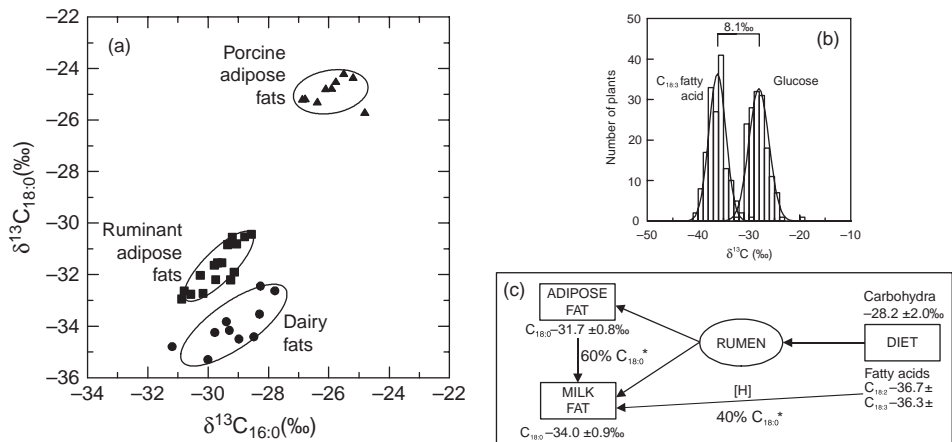 (a)
Porcine
adipose
fats
Ruminant
adipose
fats
Dairy
fats
δ¹³C₁₈:₀(‰)
−24
−26
−28
−30
−32
−34
−36
−34
−32
−30
−28
−26
−24
−22
δ¹³C₁₆:₀(‰)
(b)
8.1‰
C₁₈:₃ fatty
acid
Glucose
Number of plants
50
40
30
20
10
0
−50
−40
−30
−20
−10
δ¹³C (‰)
(c)
ADIPOSE
FAT
C₁₈:₀−31.7 ±0.8‰
60% C₁₈:₀*
MILK
FAT
C₁₈:₀−34.0 ±0.9‰
RUMEN
[H]
40% C₁₈:₀*
Carbohydra
−28.2 ±2.0‰
DIET
Fatty acids
C₁₈:₂−36.7±
C₁₈:₃−36.3±